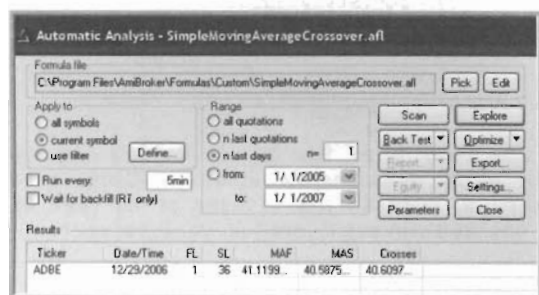 Automatic Analysis - SimpleMovingAverageCrossover.afl
Formula file
C:\Program Files\AmiBroker\Formulas\Custom\SimpleMovingAverageCrossover.afl Pick Edit
Apply to
all symbols
current symbol
use filter Define...
Run every: 5min
Wait for backfill (RT only)
Range
all quotations
n last quotations
n last days n= 1
from: 1/ 1/2005
to: 1/ 1/2007
Scan Explore
Back Test Optimize
Report Export...
Equity Settings...
Parameters Close
Results
Ticker Date/Time FL SL MAF MAS Crosses
ADBE 12/29/2006 1 36 41.1199... 40.5875... 40.6097...